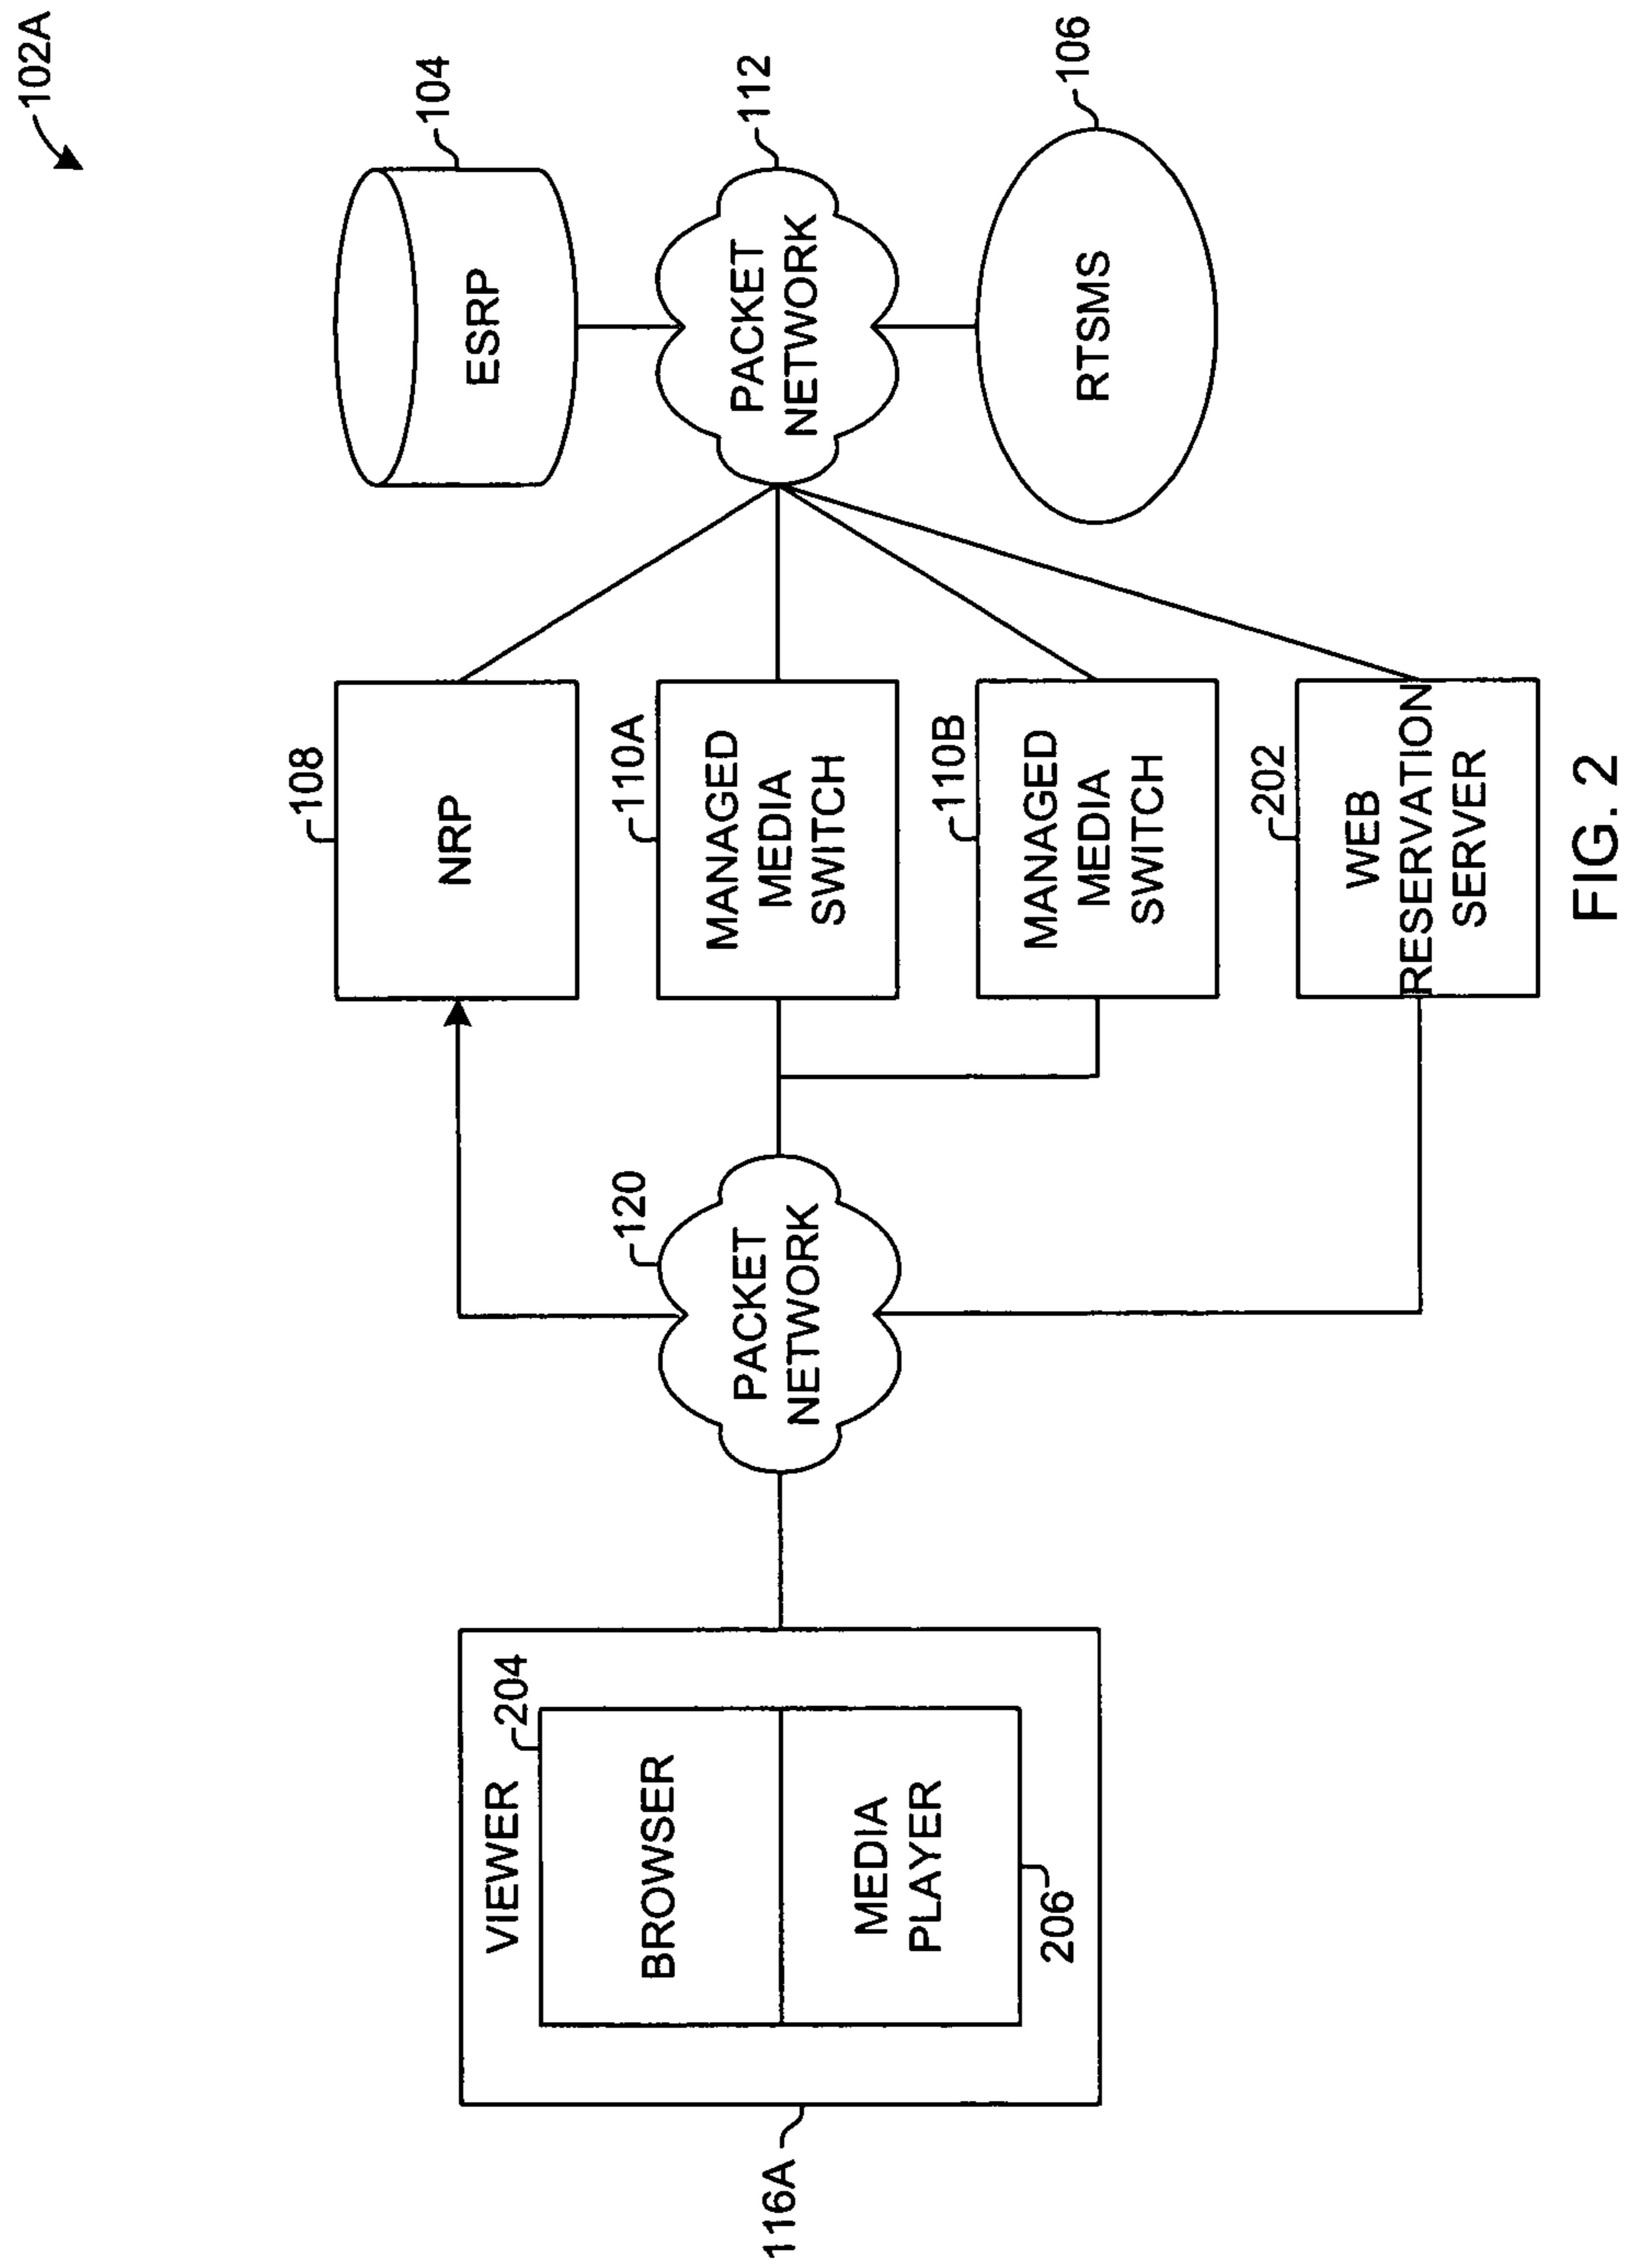 102A
104
ESRP
112
PACKET
NETWORK
106
RTSMS
108
NRP
110A
MANAGED
MEDIA
SWITCH
110B
MANAGED
MEDIA
SWITCH
202
WEB
RESERVATION
SERVER
120
PACKET
NETWORK
VIEWER
204
BROWSER
MEDIA
PLAYER
206
116A
FIG. 2